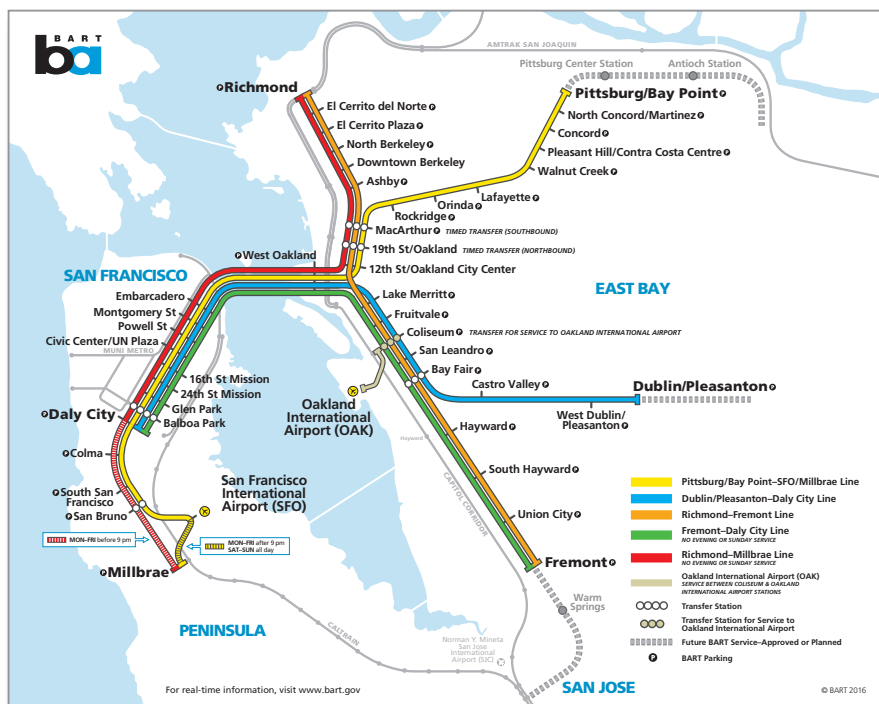 BART
ba
AMTRAK SAN JOAQUIN
Pittsburg Center Station
Antioch Station
Richmond
Pittsburg/Bay Point
El Cerrito del Norte
El Cerrito Plaza
North Berkeley
Downtown Berkeley
Ashby
North Concord/Martinez
Concord
Pleasant Hill/Contra Costa Centre
Walnut Creek
Lafayette
Orinda
Rockridge
MacArthur TIMED TRANSFER (SOUTHBOUND)
19th St/Oakland TIMED TRANSFER (NORTHBOUND)
12th St/Oakland City Center
West Oakland
SAN FRANCISCO
EAST BAY
Embarcadero
Montgomery St
Powell St
Civic Center/UN Plaza
MUNI METRO
16th St Mission
24th St Mission
Glen Park
Balboa Park
Daly City
Lake Merritt
Fruitvale
Coliseum TRANSFER FOR SERVICE TO OAKLAND INTERNATIONAL AIRPORT
San Leandro
Bay Fair
Castro Valley
Dublin/Pleasanton
West Dublin/
Pleasanton
Oakland
International
Airport (OAK)
Hayward
Hayward
South Hayward
CAPITOL CORRIDOR
Union City
Fremont
Colma
South San
Francisco
San Bruno
San Francisco
International
Airport (SFO)
MON–FRI before 9 pm
MON–FRI after 9 pm
SAT–SUN all day
Millbrae
Warm
Springs
PENINSULA
CALTRAIN
Norman Y. Mineta
San Jose
International
Airport (SJC)
SAN JOSE
Pittsburg/Bay Point–SFO/Millbrae Line
Dublin/Pleasanton–Daly City Line
Richmond–Fremont Line
Fremont–Daly City Line
NO EVENING OR SUNDAY SERVICE
Richmond–Millbrae Line
NO EVENING OR SUNDAY SERVICE
Oakland International Airport (OAK)
SERVICE BETWEEN COLISEUM & OAKLAND
INTERNATIONAL AIRPORT STATIONS
Transfer Station
Transfer Station for Service to
Oakland International Airport
Future BART Service–Approved or Planned
P BART Parking
For real-time information, visit www.bart.gov
© BART 2016